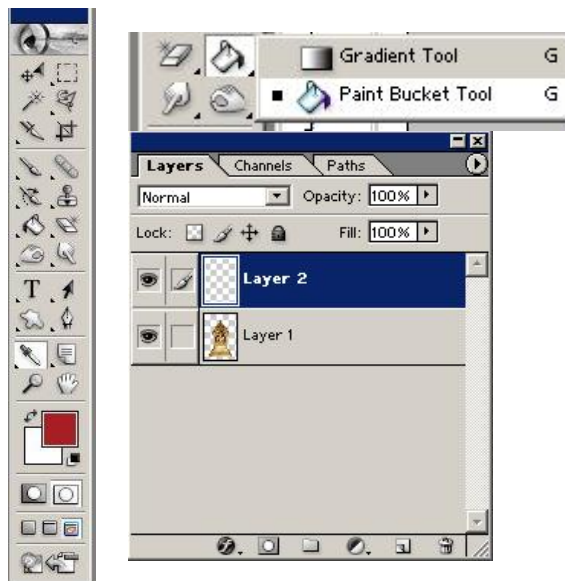 Gradient Tool G
Paint Bucket Tool G
Layers Channels Paths
Normal Opacity: 100%
Lock: Fill: 100%
Layer 2
Layer 1
T